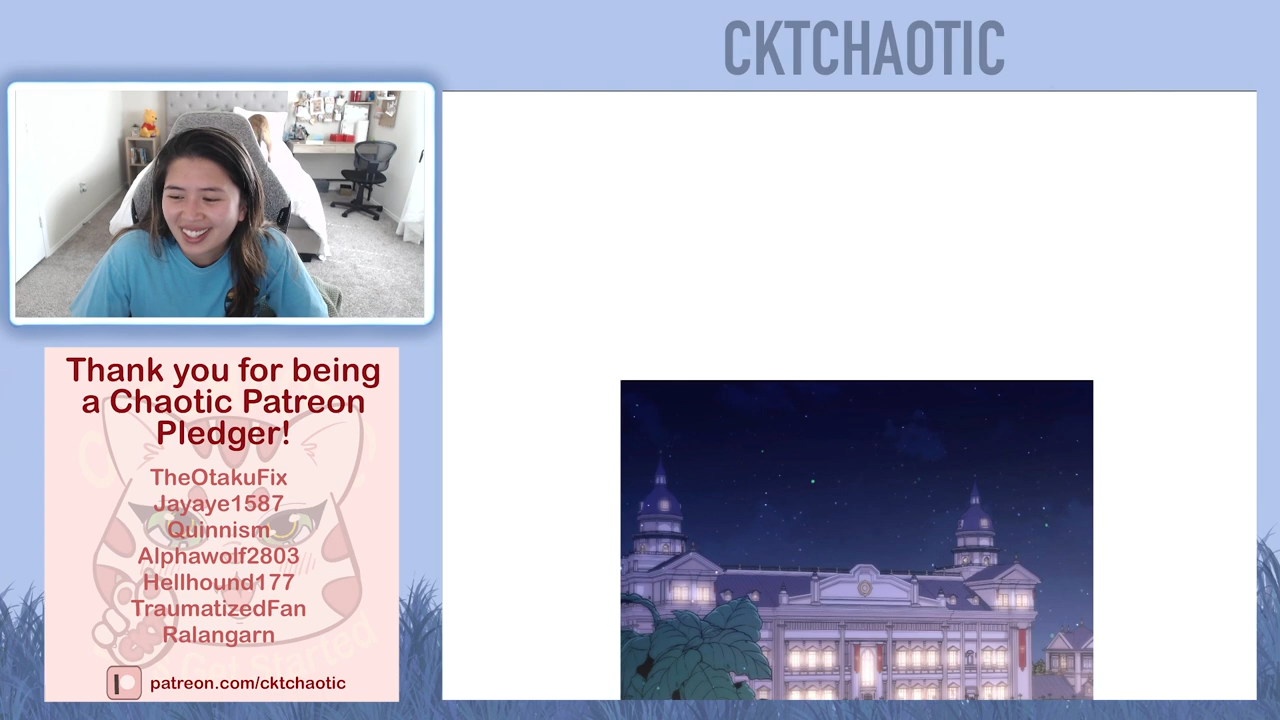 CKTCHAOTIC
Thank you for being
a Chaotic Patreon
Pledger!
TheOtakuFix
Jayaye1587
Quinnism
Alphawolf2803
Hellhound177
TraumatizedFan
Ralangarn
patreon.com/cktchaotic